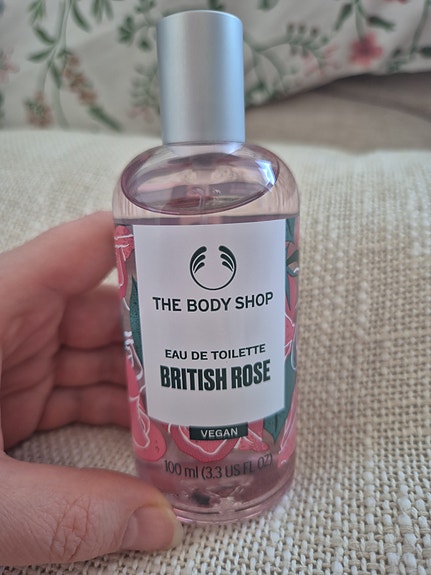 THE BODY SHOP
EAU DE TOILETTE
BRITISH ROSE
VEGAN
100 ml (3.3 US FL OZ)